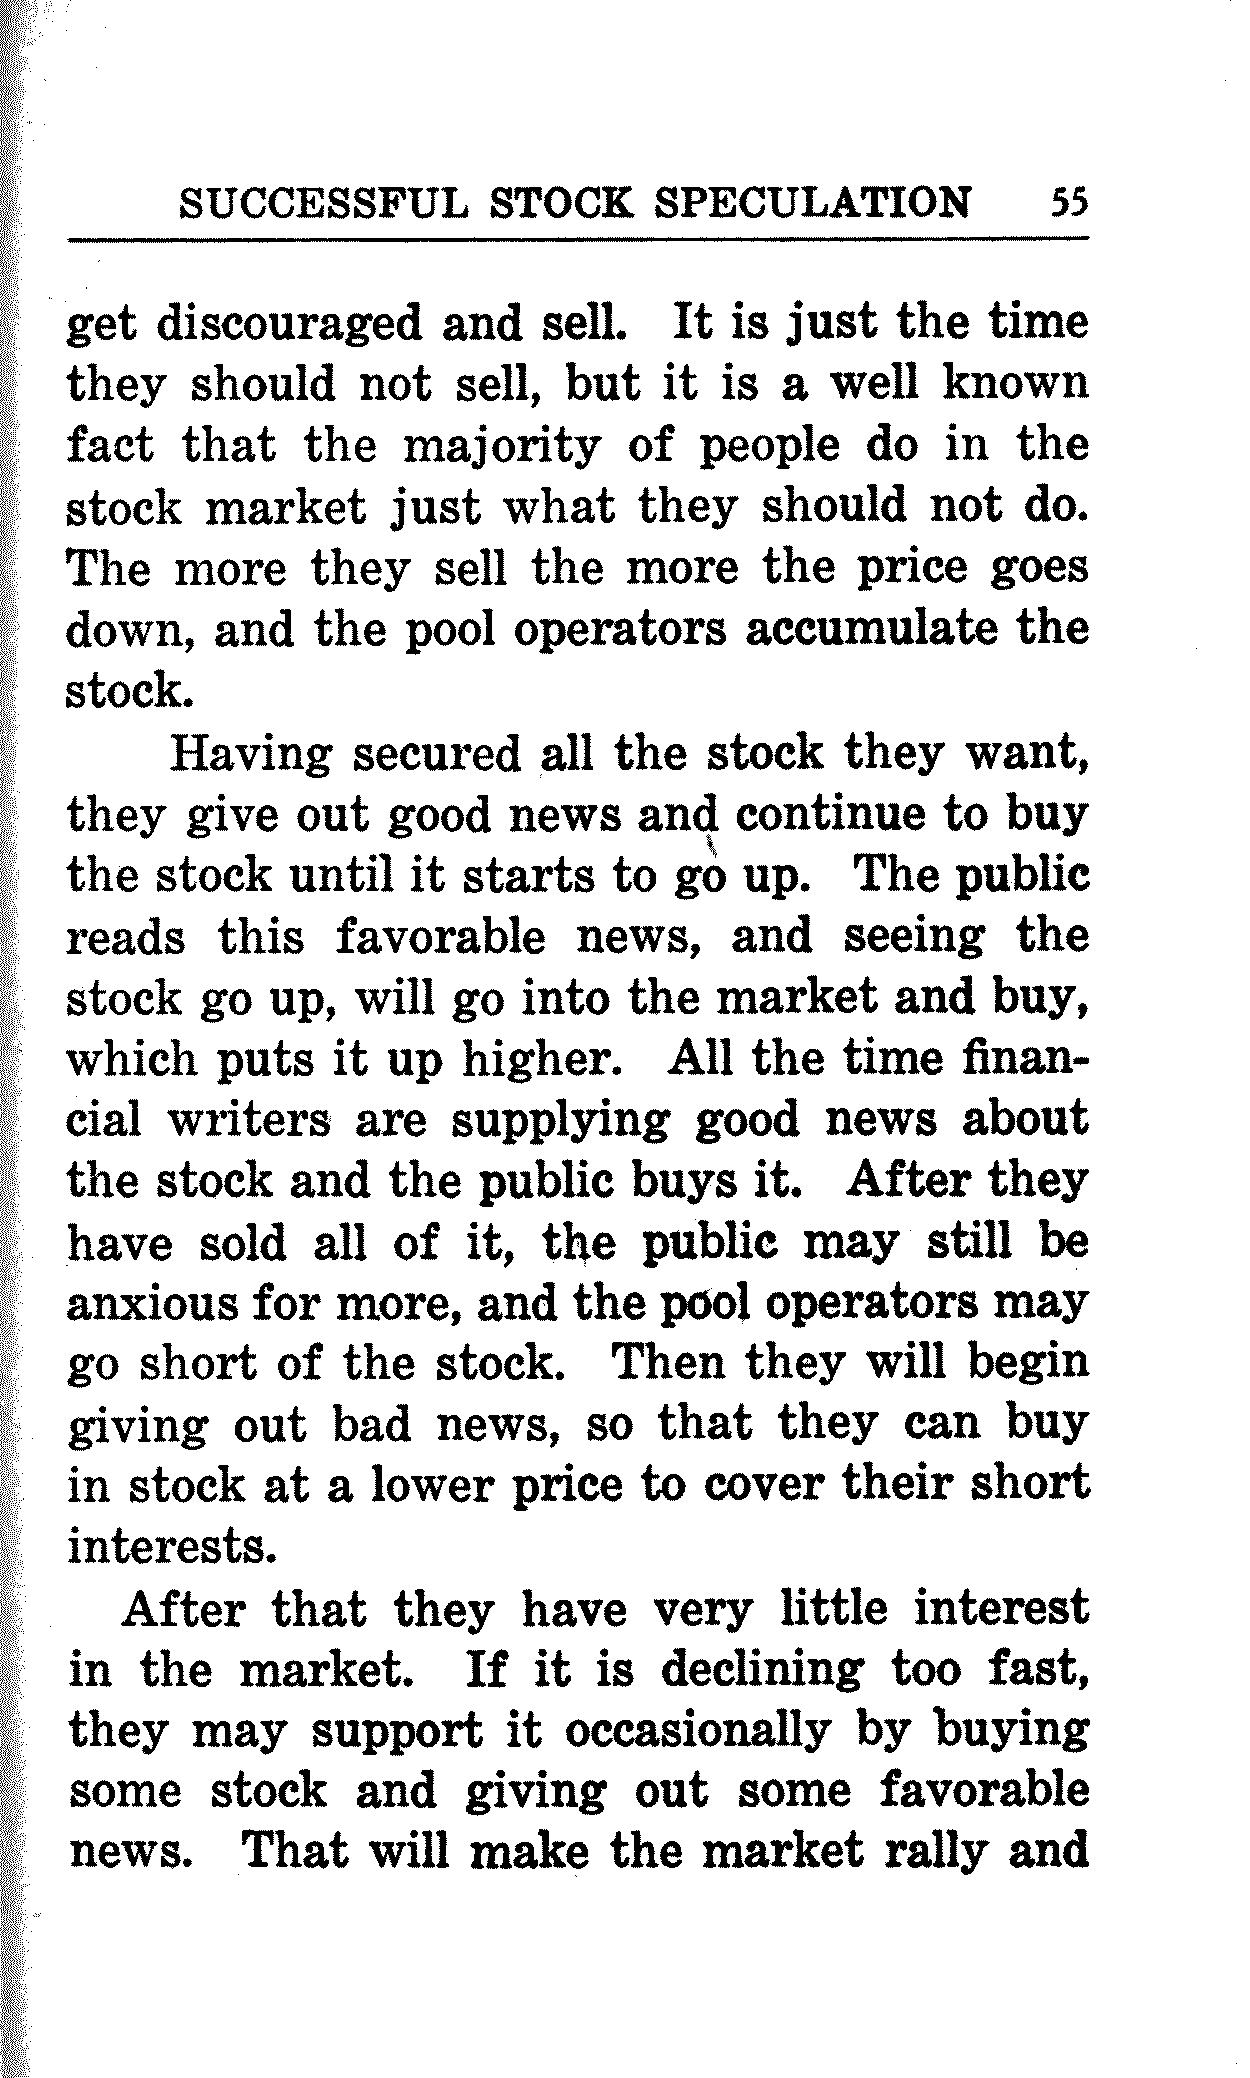 SUCCESSFUL STOCK SPECULATION 55
get discouraged and sell. It is just the time
they should not sell, but it is a well known
fact that the majority of people do in the
stock market just what they should not do.
The more they sell the more the price goes
down, and the pool operators accumulate the
stock.
Having secured all the stock they want,
they give out good news and continue to buy
the stock until it starts to go up. The public
reads this favorable news, and seeing the
stock go up, will go into the market and buy,
which puts it up higher. All the time finan-
cial writers are supplying good news about
the stock and the public buys it. After they
have sold all of it, the public may still be
anxious for more, and the pool operators may
go short of the stock. Then they will begin
giving out bad news, so that they can buy
in stock at a lower price to cover their short
interests.
After that they have very little interest
in the market. If it is declining too fast,
they may support it occasionally by buying
some stock and giving out some favorable
news. That will make the market rally and